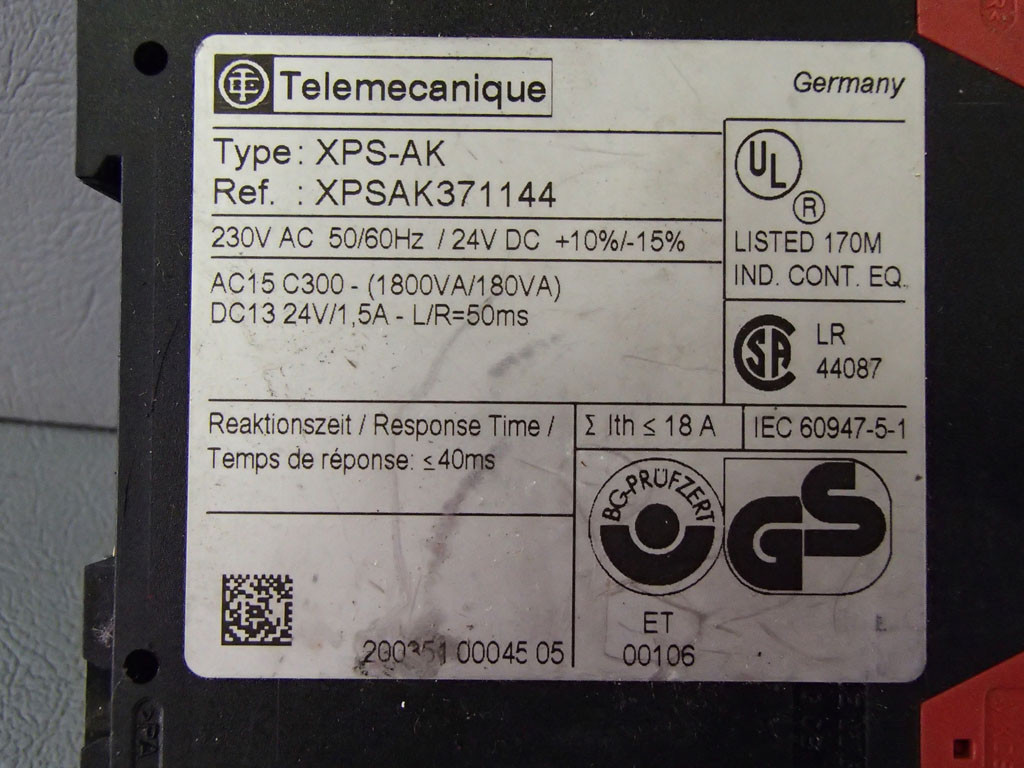 Telemecanique
Germany
Type: XPS-AK
Ref. : XPSAK371144
230V AC 50/60Hz / 24V DC +10%/-15%
AC15 C300 - (1800VA/180VA)
DC13 24V/1,5A - L/R=50ms
UL
®
LISTED 170M
IND. CONT. EQ.
SA
LR
44087
Reaktionszeit / Response Time /
Temps de réponse: ≤40ms
Σ Ith ≤ 18 A
IEC 60947-5-1
BG-PRÜFZERT
GS
ET
00106
200351 00045 05
>PA